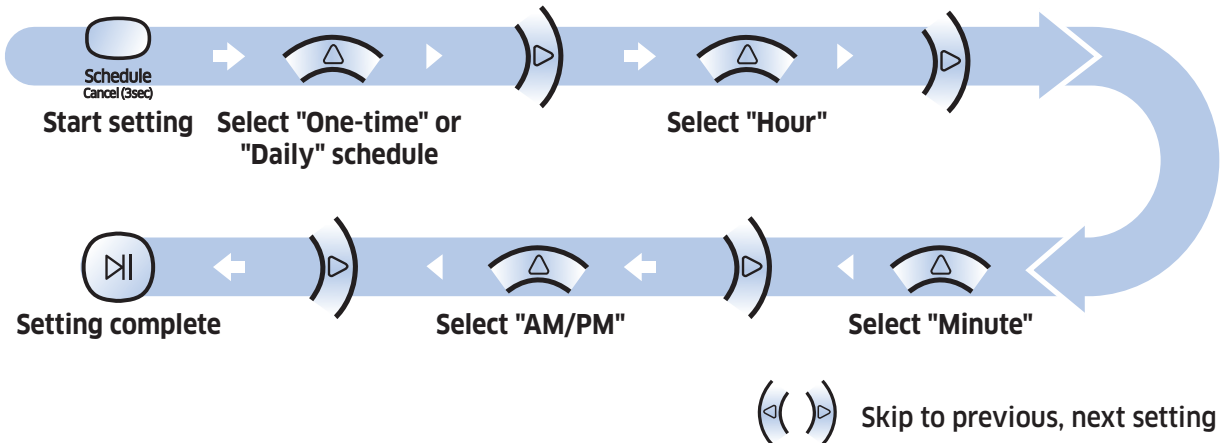 Schedule
Cancel (3sec)
Start setting
Select "One-time" or
"Daily" schedule
Select "Hour"
Select "Minute"
Select "AM/PM"
Setting complete
Skip to previous, next setting